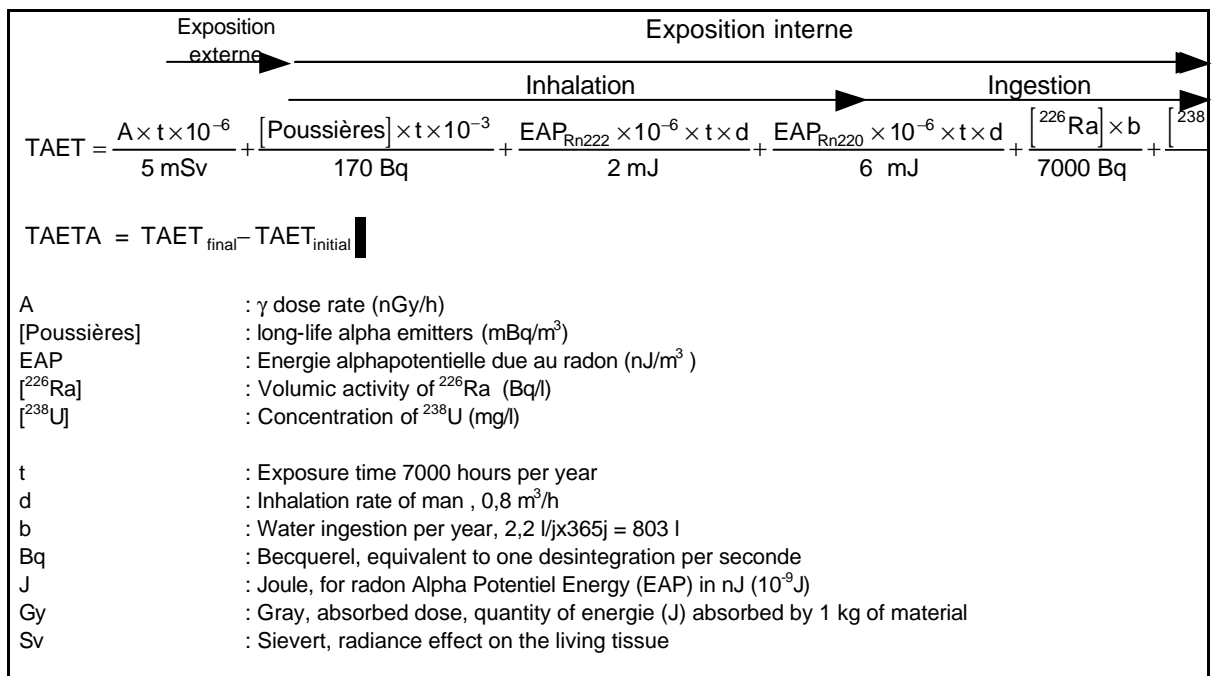 Exposition externe
Exposition interne
Inhalation
Ingestion
TAET = A × t × 10⁻⁶ / 5 mSv + [Poussières] × t × 10⁻³ / 170 Bq + EAP_Rn222 × 10⁻⁶ × t × d / 2 mJ + EAP_Rn220 × 10⁻⁶ × t × d / 6 mJ + [²²⁶Ra] × b / 7000 Bq + [²³⁸
TAETA = TAET final – TAET initial
A : γ dose rate (nGy/h)
[Poussières] : long-life alpha emitters (mBq/m³)
EAP : Energie alphapotentielle due au radon (nJ/m³ )
[²²⁶Ra] : Volumic activity of ²²⁶Ra (Bq/l)
[²³⁸U] : Concentration of ²³⁸U (mg/l)
t : Exposure time 7000 hours per year
d : Inhalation rate of man , 0,8 m³/h
b : Water ingestion per year, 2,2 l/jx365j = 803 l
Bq : Becquerel, equivalent to one desintegration per seconde
J : Joule, for radon Alpha Potentiel Energy (EAP) in nJ (10⁻⁹J)
Gy : Gray, absorbed dose, quantity of energie (J) absorbed by 1 kg of material
Sv : Sievert, radiance effect on the living tissue